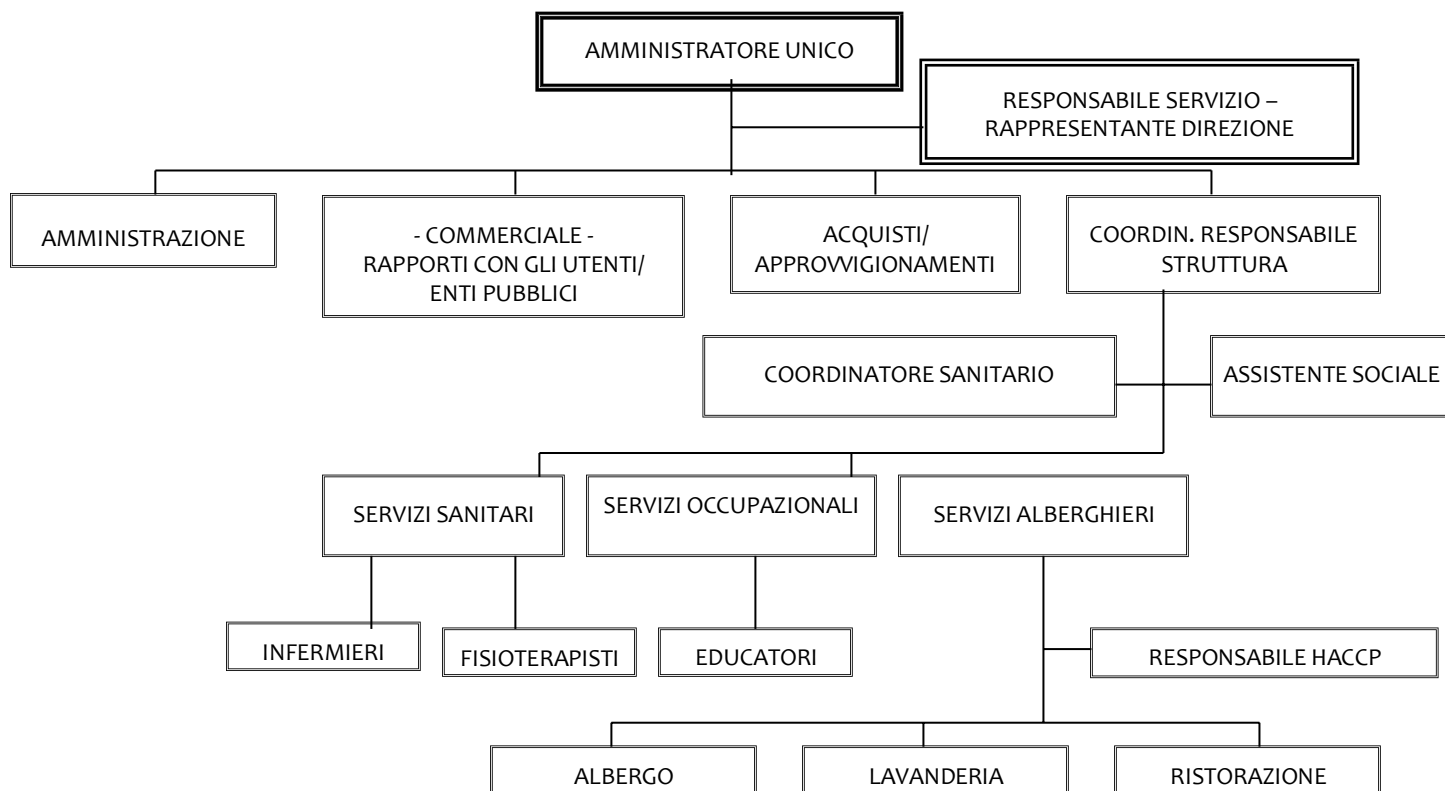 AMMINISTRATORE UNICO
RESPONSABILE SERVIZIO –
RAPPRESENTANTE DIREZIONE
AMMINISTRAZIONE
- COMMERCIALE -
RAPPORTI CON GLI UTENTI/
ENTI PUBBLICI
ACQUISTI/
APPROVVIGIONAMENTI
COORDIN. RESPONSABILE
STRUTTURA
COORDINATORE SANITARIO
ASSISTENTE SOCIALE
SERVIZI SANITARI
SERVIZI OCCUPAZIONALI
SERVIZI ALBERGHIERI
INFERMIERI
FISIOTERAPISTI
EDUCATORI
RESPONSABILE HACCP
ALBERGO
LAVANDERIA
RISTORAZIONE